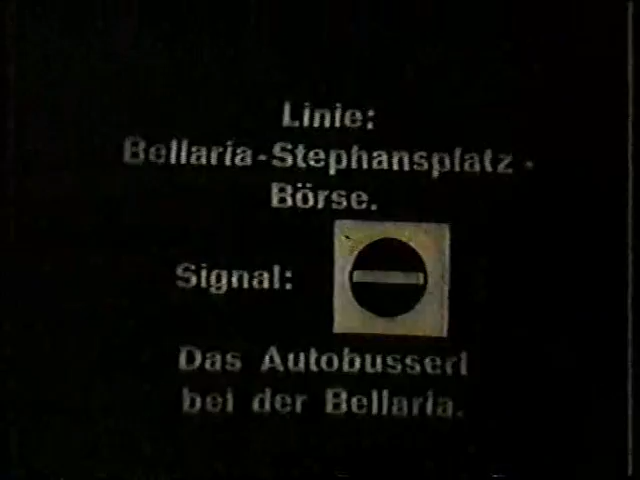 Linie:
Bellaria-Stephansplatz-
Börse.
Signal:
Das Autobusserl
bei der Bellaria.